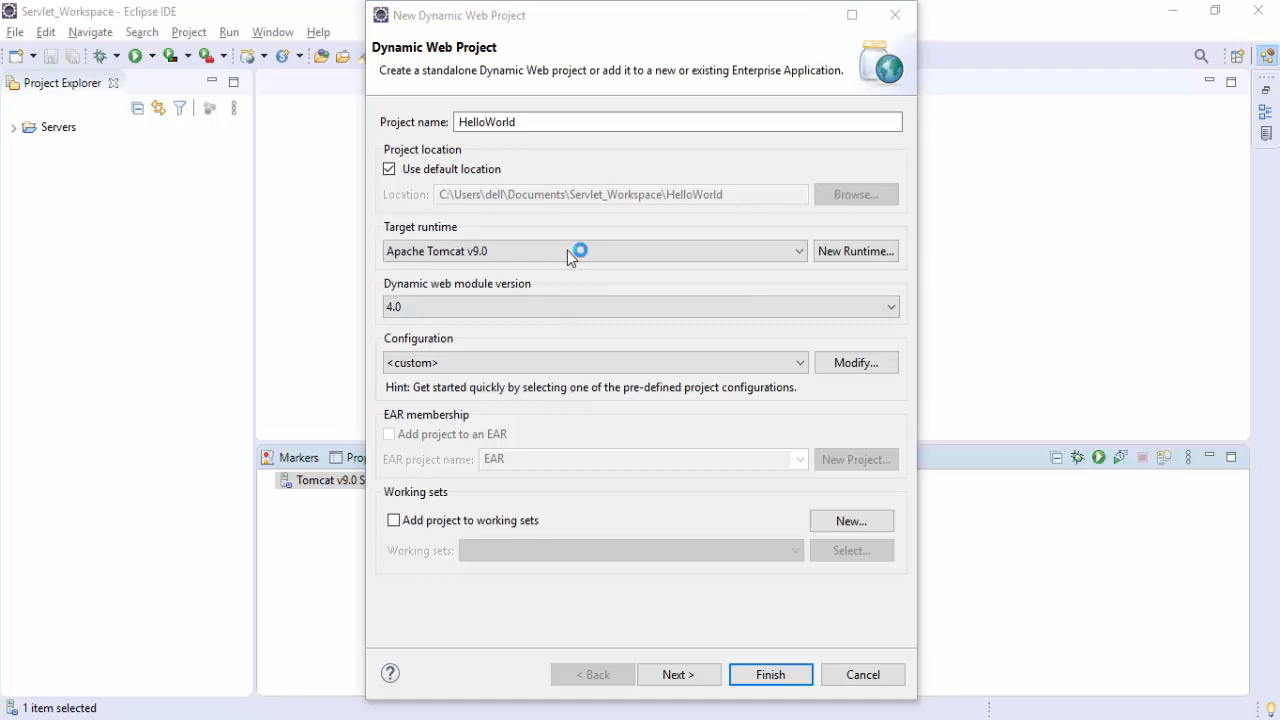 Servlet_Workspace - Eclipse IDE
File Edit Navigate Search Project Run Window Help
Project Explorer
Servers
New Dynamic Web Project
Dynamic Web Project
Create a standalone Dynamic Web project or add it to a new or existing Enterprise Application.
Project name: HelloWorld
Project location
Use default location
Location: C:\Users\dell\Documents\Servlet_Workspace\HelloWorld Browse...
Target runtime
Apache Tomcat v9.0 New Runtime...
Dynamic web module version
4.0
Configuration
<custom> Modify...
Hint: Get started quickly by selecting one of the pre-defined project configurations.
EAR membership
Add project to an EAR
EAR project name: EAR New Project...
Working sets
Add project to working sets New...
Working sets: Select...
< Back Next > Finish Cancel
Markers Prop
Tomcat v9.0 S
1 item selected